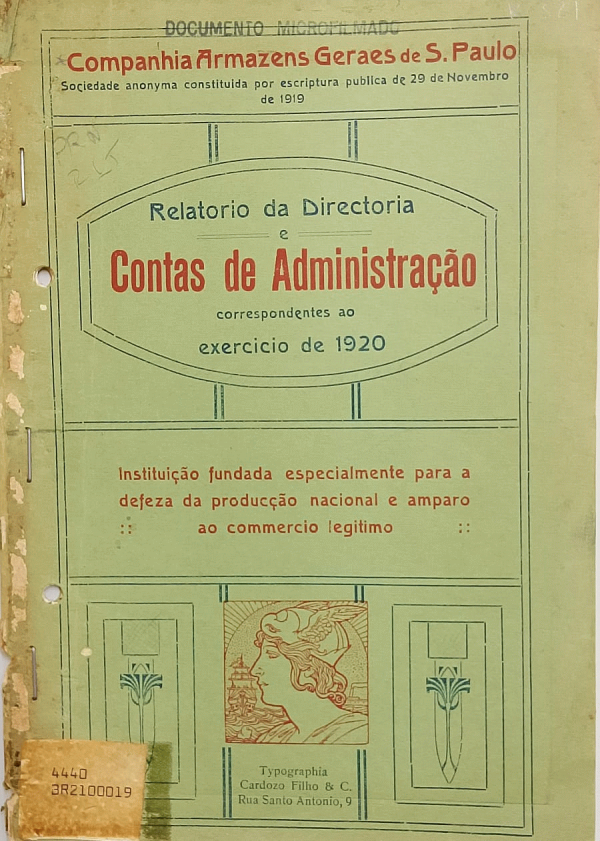 DOCUMENTO MICROFILMADO
Companhia Armazens Geraes de S. Paulo
Sociedade anonyma constituida por escriptura publica de 29 de Novembro
de 1919
Relatorio da Directoria
e
Contas de Administração
correspondentes ao
exercicio de 1920
Instituição fundada especialmente para a
defeza da producção nacional e amparo
:: ao commercio legitimo ::
Typographia
Cardozo Filho & C.
Rua Santo Antonio, 9
4440
3R2100019